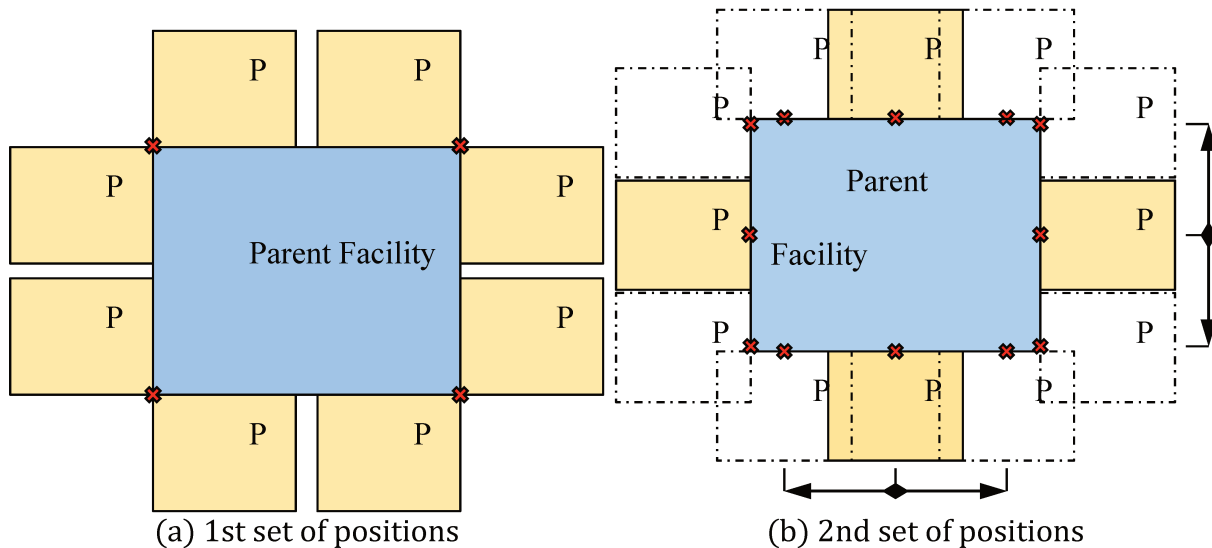 P P
P P
Parent Facility
P P
P P
(a) 1st set of positions
P P P
P P
Parent
P P
Facility
P P
P P P
(b) 2nd set of positions